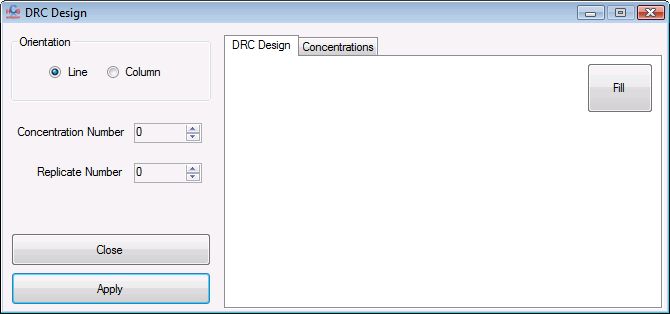 DRC Design
Orientation
Line Column
Concentration Number 0
Replicate Number 0
Close
Apply
DRC Design Concentrations
Fill